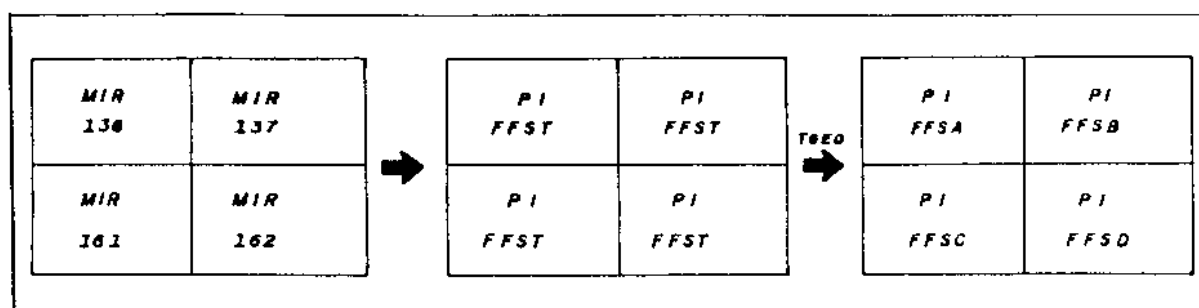 MIR MIR PI PI PI PI
136 137 FFST FFST TGEO FFSA FFSB
MIR MIR PI PI PI PI
161 162 FFST FFST FFSC FFSD